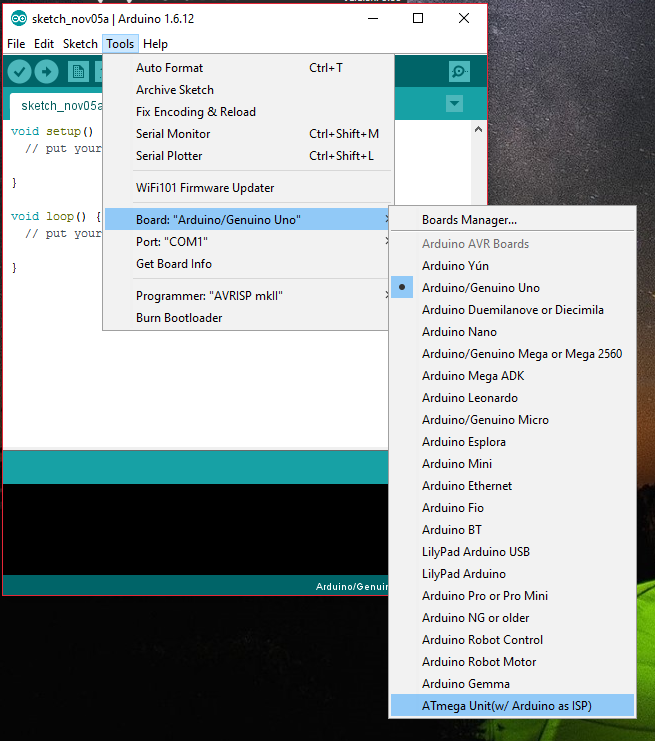 sketch_nov05a | Arduino 1.6.12
File Edit Sketch Tools Help
sketch_nov05a
void setup()
// put your
}
void loop() {
// put your
}
Auto Format Ctrl+T
Archive Sketch
Fix Encoding & Reload
Serial Monitor Ctrl+Shift+M
Serial Plotter Ctrl+Shift+L
WiFi101 Firmware Updater
Board: "Arduino/Genuino Uno"
Port: "COM1"
Get Board Info
Programmer: "AVRISP mkII"
Burn Bootloader
Boards Manager...
Arduino AVR Boards
Arduino Yún
Arduino/Genuino Uno
Arduino Duemilanove or Diecimila
Arduino Nano
Arduino/Genuino Mega or Mega 2560
Arduino Mega ADK
Arduino Leonardo
Arduino/Genuino Micro
Arduino Esplora
Arduino Mini
Arduino Ethernet
Arduino Fio
Arduino BT
LilyPad Arduino USB
LilyPad Arduino
Arduino Pro or Pro Mini
Arduino NG or older
Arduino Robot Control
Arduino Robot Motor
Arduino Gemma
ATmega Unit(w/ Arduino as ISP)
Arduino/Genuin